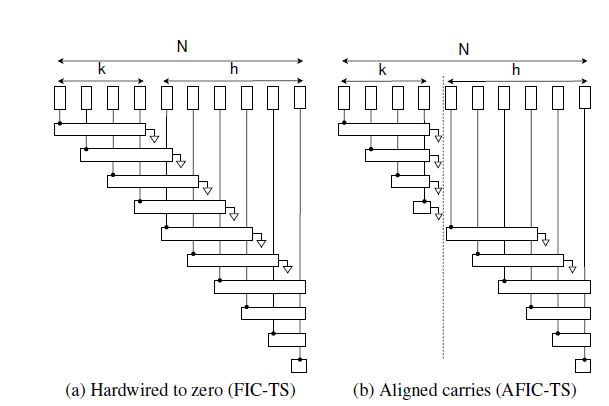 N
k h
(a) Hardwired to zero (FIC-TS)
N
k h
(b) Aligned carries (AFIC-TS)